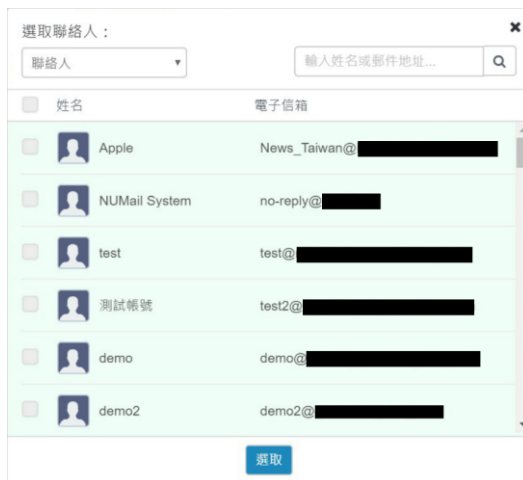 選取聯絡人：
聯絡人
輸入姓名或郵件地址...
姓名 電子信箱
Apple News_Taiwan@
NUMail System no-reply@
test test@
測試帳號 test2@
demo demo@
demo2 demo2@
選取